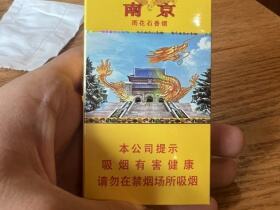 南京
雨花石香烟
本公司提示
吸烟有害健康
请勿在禁烟场所吸烟